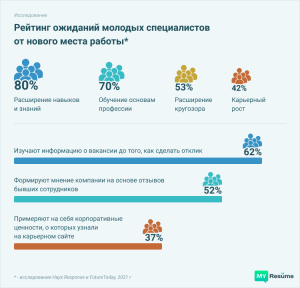 Исследование
Рейтинг ожиданий молодых специалистов
от нового места работы*
80%
70%
53%
42%
Расширение навыков
и знаний
Обучение основам
профессии
Расширение
кругозора
Карьерный
рост
Изучают информацию о вакансии до того, как сделать отклик
62%
Формируют мнение компании на основе отзывов
бывших сотрудников
52%
Примеряют на себя корпоративные
ценности, о которых узнали
на карьерном сайте
37%
* - исследование Науs Response и FutureToday, 2021 г
MY Resume